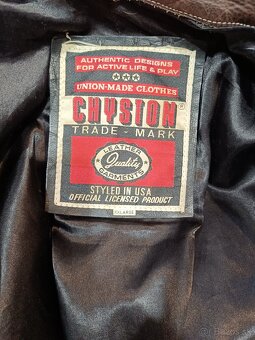 AUTHENTIC DESIGNS
FOR ACTIVE LIFE & PLAY
UNION-MADE CLOTHES
CHYSTON
TRADE - MARK
LEATHER
Quality
GARMENTS
STYLED IN USA
OFFICIAL LICENSED PRODUCT